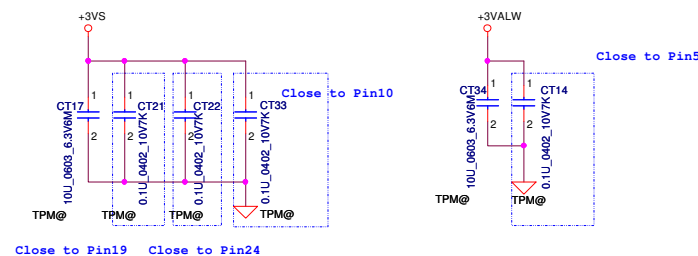 +3VS
+3VALW
Close to Pin5
Close to Pin10
1
CT17
2
10U_0603_6.3V6M
1
CT21
2
0.1U_0402_10V7K
1
CT22
2
0.1U_0402_10V7K
1
CT33
2
0.1U_0402_10V7K
1
CT34
2
10U_0603_6.3V6M
1
CT14
2
0.1U_0402_10V7K
TPM@
TPM@
TPM@
TPM@
TPM@
TPM@
Close to Pin19
Close to Pin24